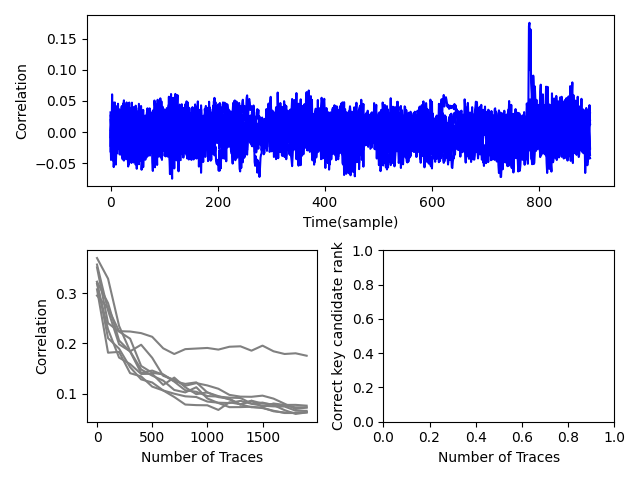 0.15
0.10
0.05
0.00
−0.05
Correlation
0 200 400 600 800
Time(sample)
0.3
0.2
0.1
Correlation
0 500 1000 1500
Number of Traces
1.0
0.8
0.6
0.4
0.2
0.0
Correct key candidate rank
0.0 0.2 0.4 0.6 0.8 1.0
Number of Traces